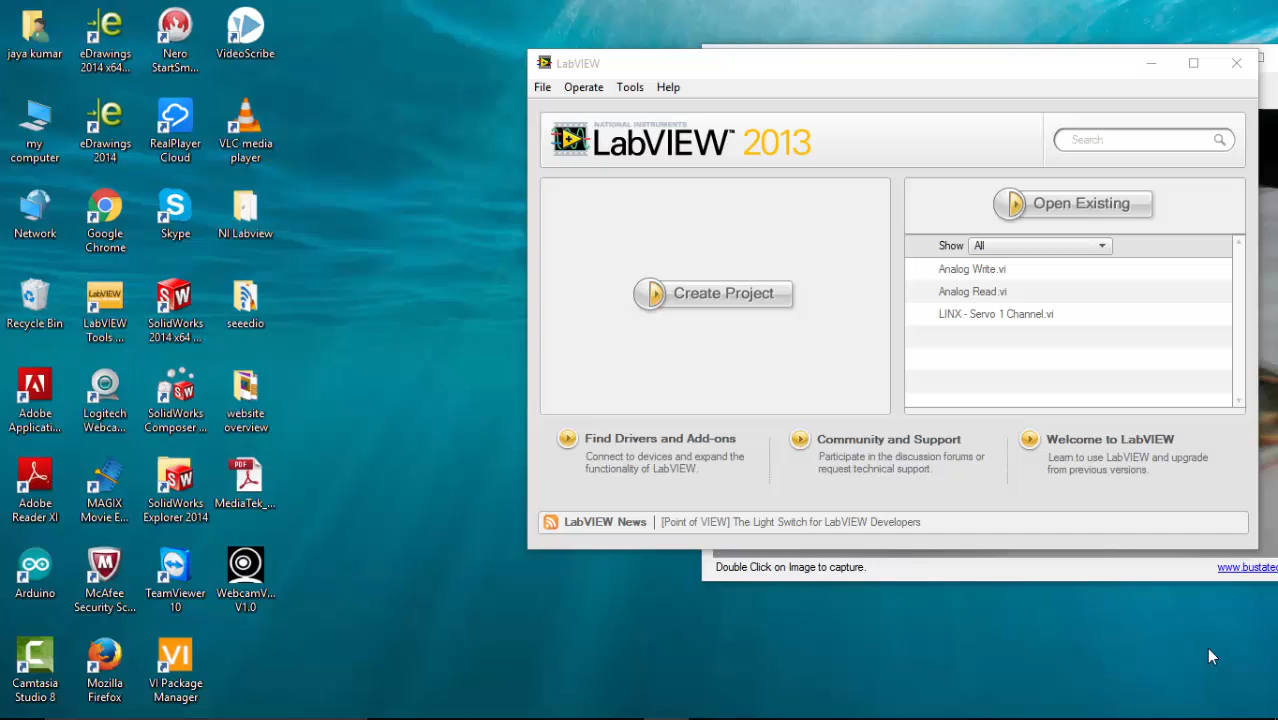 jaya kumar
eDrawings
2014 x64...
Nero
StartSm...
VideoScribe
my
computer
eDrawings
2014
RealPlayer
Cloud
VLC media
player
Network
Google
Chrome
Skype
NI Labview
Recycle Bin
LabVIEW
LabVIEW
Tools ...
SolidWorks
2014 x64 ...
seeedio
Adobe
Applicati...
Logitech
Webca...
SolidWorks
Composer ...
website
overview
Adobe
Reader XI
MAGIX
Movie E...
SolidWorks
Explorer 2014
PDF
MediaTek_...
Arduino
McAfee
Security Sc...
TeamViewer
10
WebcamV...
V1.0
Camtasia
Studio 8
Mozilla
Firefox
VI
VI Package
Manager
LabVIEW
File Operate Tools Help
NATIONAL INSTRUMENTS
LabVIEW™ 2013
Search
Create Project
Open Existing
Show All
Analog Write.vi
Analog Read.vi
LINX - Servo 1 Channel.vi
Find Drivers and Add-ons
Connect to devices and expand the
functionality of LabVIEW.
Community and Support
Participate in the discussion forums or
request technical support.
Welcome to LabVIEW
Learn to use LabVIEW and upgrade
from previous versions.
LabVIEW News | [Point of VIEW] The Light Switch for LabVIEW Developers
Double Click on Image to capture.
www.bustatec